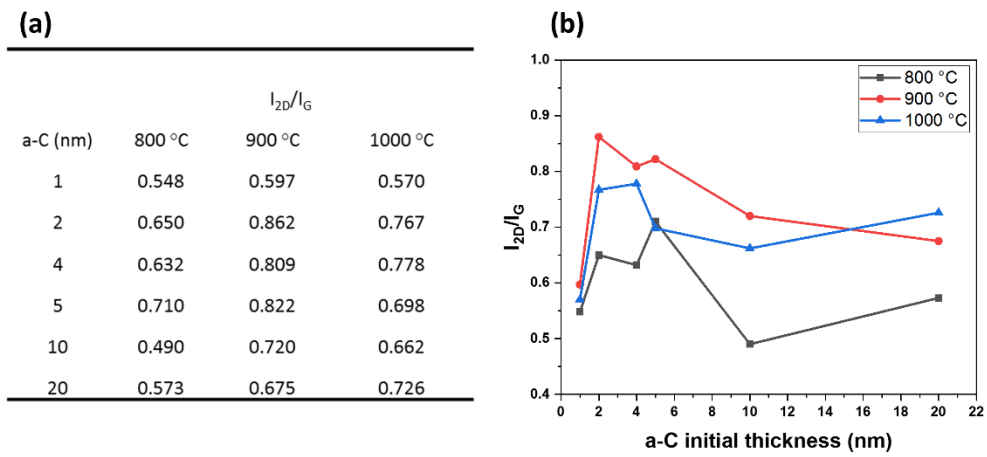 (a)
I2D/IG
a-C (nm) 800 °C 900 °C 1000 °C
1 0.548 0.597 0.570
2 0.650 0.862 0.767
4 0.632 0.809 0.778
5 0.710 0.822 0.698
10 0.490 0.720 0.662
20 0.573 0.675 0.726
(b)
800 °C
900 °C
1000 °C
1.0
0.9
0.8
0.7
0.6
0.5
0.4
I2D/IG
0 2 4 6 8 10 12 14 16 18 20 22
a-C initial thickness (nm)